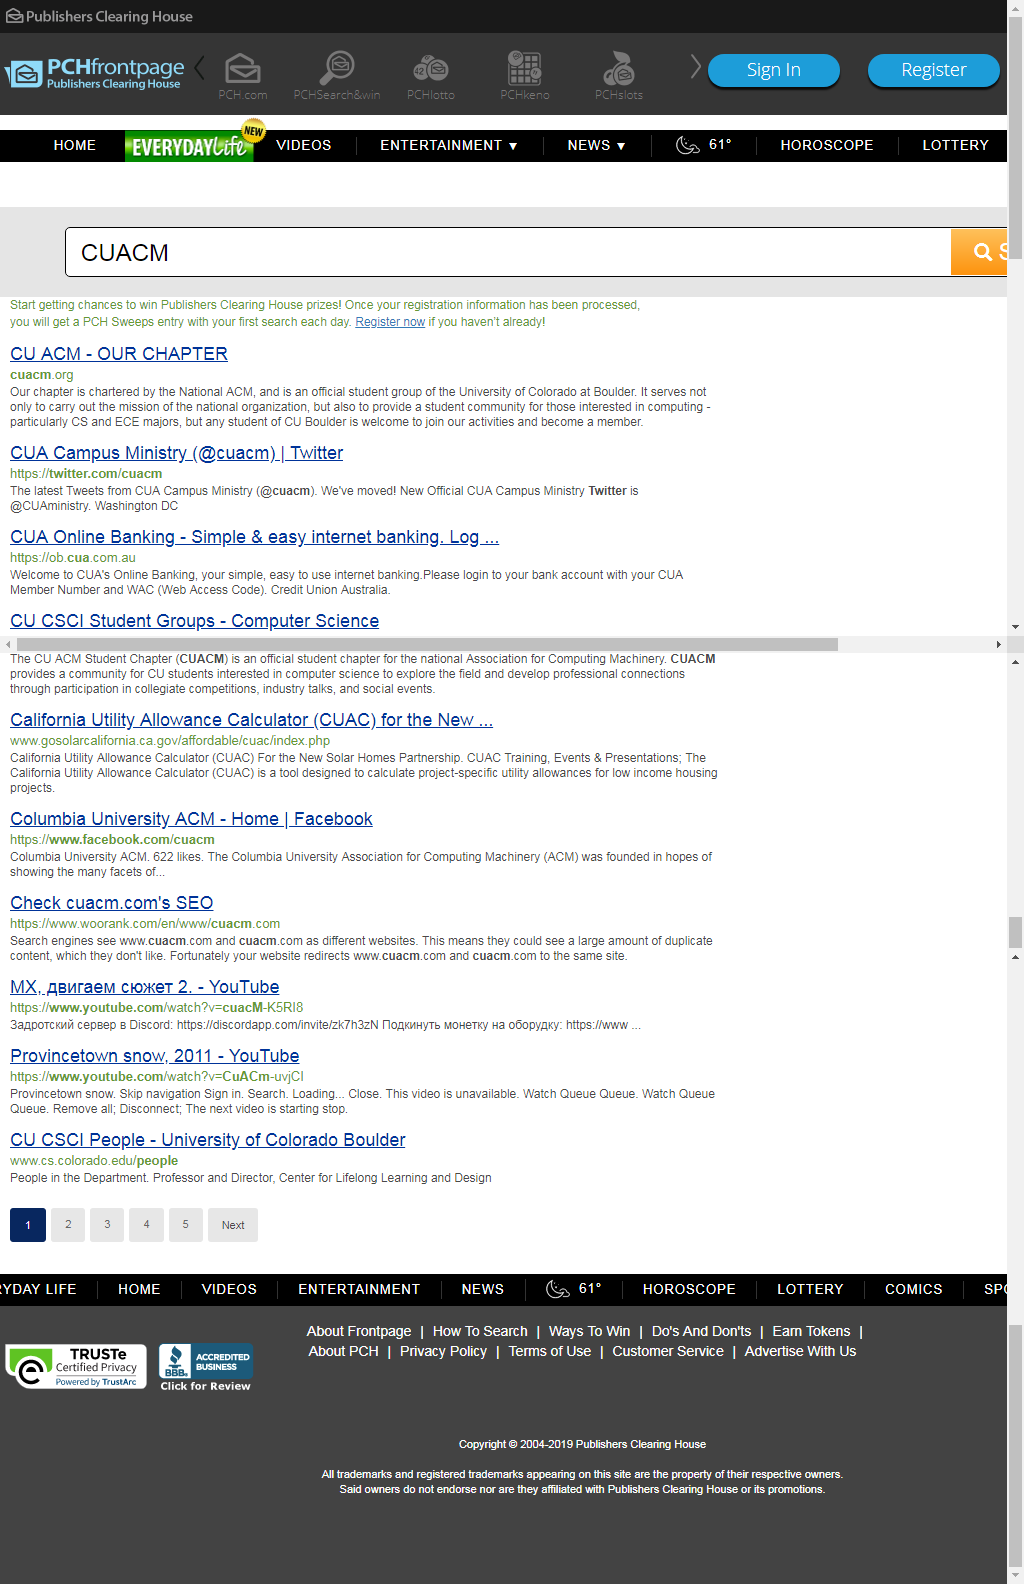 Publishers Clearing House
PCHfrontpage
Publishers Clearing House
PCH.com
PCHSearch&win
PCHlotto
PCHkeno
PCHslots
Sign In
Register
HOME
EVERYDAY Life
NEW
VIDEOS
ENTERTAINMENT ▼
NEWS ▼
61°
HOROSCOPE
LOTTERY
CUACM
S
Start getting chances to win Publishers Clearing House prizes! Once your registration information has been processed,
you will get a PCH Sweeps entry with your first search each day. Register now if you haven't already!
CU ACM - OUR CHAPTER
cuacm.org
Our chapter is chartered by the National ACM, and is an official student group of the University of Colorado at Boulder. It serves not
only to carry out the mission of the national organization, but also to provide a student community for those interested in computing -
particularly CS and ECE majors, but any student of CU Boulder is welcome to join our activities and become a member.
CUA Campus Ministry (@cuacm) | Twitter
https://twitter.com/cuacm
The latest Tweets from CUA Campus Ministry (@cuacm). We've moved! New Official CUA Campus Ministry Twitter is
@CUAministry. Washington DC
CUA Online Banking - Simple & easy internet banking. Log ...
https://ob.cua.com.au
Welcome to CUA's Online Banking, your simple, easy to use internet banking.Please login to your bank account with your CUA
Member Number and WAC (Web Access Code). Credit Union Australia.
CU CSCI Student Groups - Computer Science
The CU ACM Student Chapter (CUACM) is an official student chapter for the national Association for Computing Machinery. CUACM
provides a community for CU students interested in computer science to explore the field and develop professional connections
through participation in collegiate competitions, industry talks, and social events.
California Utility Allowance Calculator (CUAC) for the New ...
www.gosolarcalifornia.ca.gov/affordable/cuac/index.php
California Utility Allowance Calculator (CUAC) For the New Solar Homes Partnership. CUAC Training, Events & Presentations; The
California Utility Allowance Calculator (CUAC) is a tool designed to calculate project-specific utility allowances for low income housing
projects.
Columbia University ACM - Home | Facebook
https://www.facebook.com/cuacm
Columbia University ACM. 622 likes. The Columbia University Association for Computing Machinery (ACM) was founded in hopes of
showing the many facets of...
Check cuacm.com's SEO
https://www.woorank.com/en/www/cuacm.com
Search engines see www.cuacm.com and cuacm.com as different websites. This means they could see a large amount of duplicate
content, which they don't like. Fortunately your website redirects www.cuacm.com and cuacm.com to the same site.
МХ, двигаем сюжет 2. - YouTube
https://www.youtube.com/watch?v=cuacM-K5RI8
Задротский сервер в Discord: https://discordapp.com/invite/zk7h3zN Подкинуть монетку на оборудку: https://www ...
Provincetown snow, 2011 - YouTube
https://www.youtube.com/watch?v=CuACm-uvjCI
Provincetown snow. Skip navigation Sign in. Search. Loading... Close. This video is unavailable. Watch Queue Queue. Watch Queue
Queue. Remove all; Disconnect; The next video is starting stop.
CU CSCI People - University of Colorado Boulder
www.cs.colorado.edu/people
People in the Department. Professor and Director, Center for Lifelong Learning and Design
1 2 3 4 5 Next
RYDAY LIFE
HOME
VIDEOS
ENTERTAINMENT
NEWS
61°
HOROSCOPE
LOTTERY
COMICS
SPO
About Frontpage | How To Search | Ways To Win | Do's And Don'ts | Earn Tokens |
About PCH | Privacy Policy | Terms of Use | Customer Service | Advertise With Us
TRUSTe
Certified Privacy
Powered by TrustArc
BBB
ACCREDITED
BUSINESS
Click for Review
Copyright © 2004-2019 Publishers Clearing House
All trademarks and registered trademarks appearing on this site are the property of their respective owners.
Said owners do not endorse nor are they affiliated with Publishers Clearing House or its promotions.